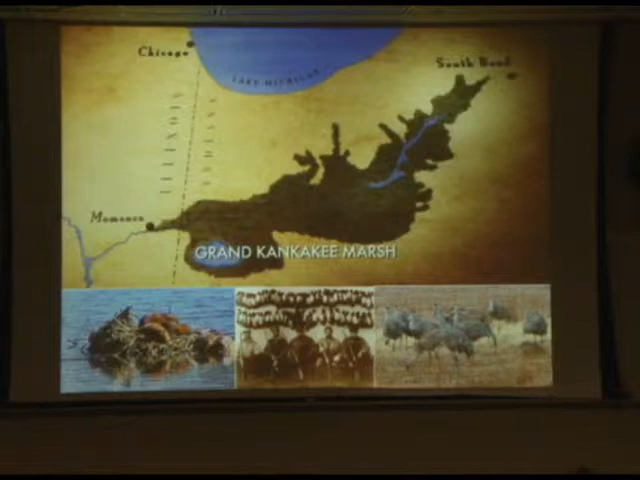 Chicago
LAKE MICHIGAN
South Bend
ILLINOIS
INDIANA
Momence
GRAND KANKAKEE MARSH